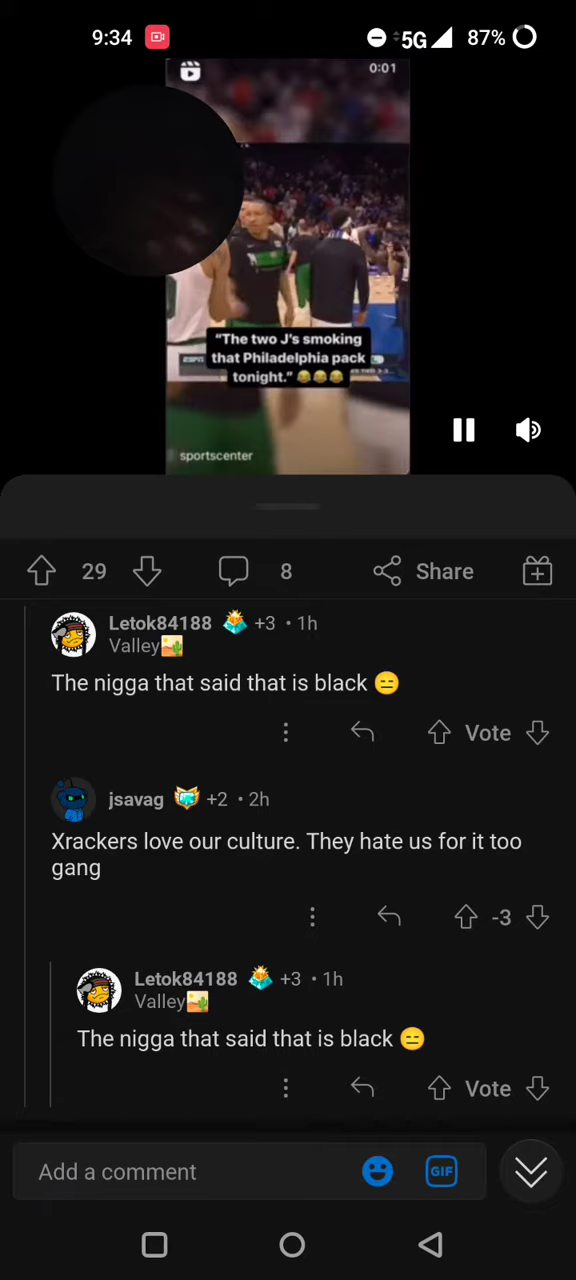 9:34
5G
87%
0:01
"The two J's smoking
that Philadelphia pack
tonight." 😂😂😂
ESPN
sportscenter
29
8
Share
Letok84188 +3 • 1h
Valley🏜️
The nigga that said that is black 😑
Vote
jsavag +2 • 2h
Xrackers love our culture. They hate us for it too
gang
-3
Letok84188 +3 • 1h
Valley🏜️
The nigga that said that is black 😑
Vote
Add a comment
GIF